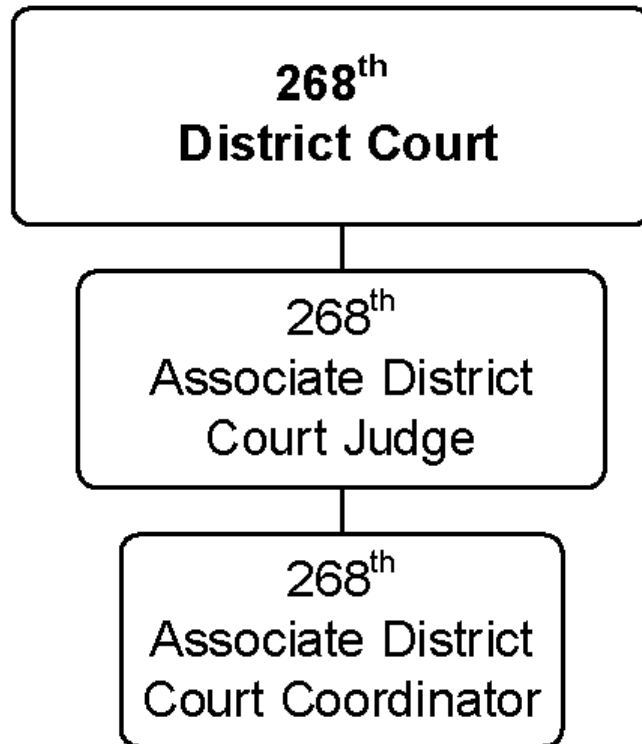 268th
District Court
268th
Associate District
Court Judge
268th
Associate District
Court Coordinator